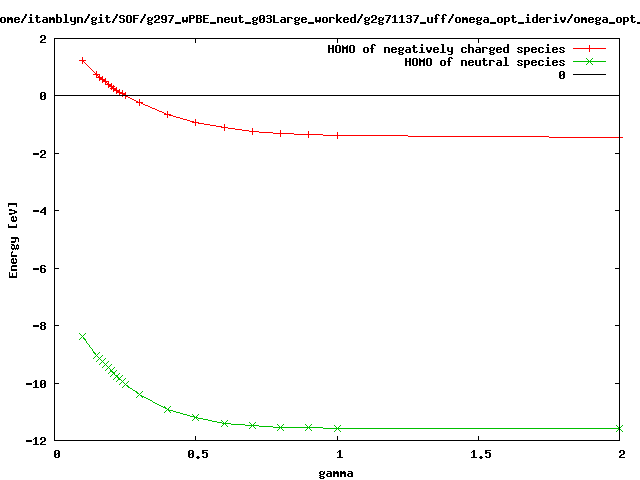 ome/itamblyn/git/SOF/g297_wPBE_neut_g03Large_worked/g2g71137_uff/omega_opt_ideriv/omega_opt_
HOMO of negatively charged species
HOMO of neutral species
0
2
0
-2
-4
-6
-8
-10
-12
Energy [eV]
0
0.5
1
1.5
2
gamma